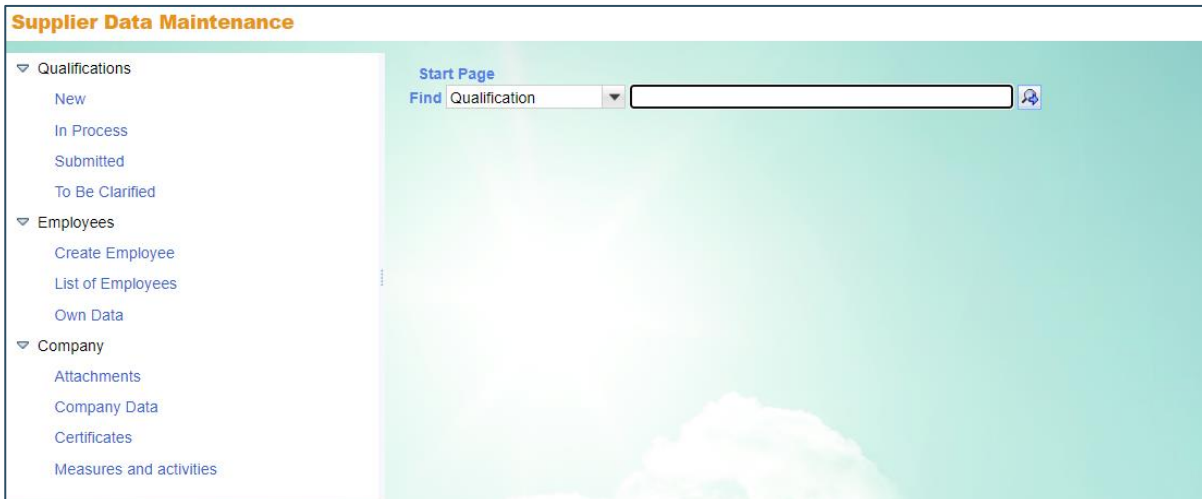 Supplier Data Maintenance
Qualifications
New
In Process
Submitted
To Be Clarified
Employees
Create Employee
List of Employees
Own Data
Company
Attachments
Company Data
Certificates
Measures and activities
Start Page
Find Qualification